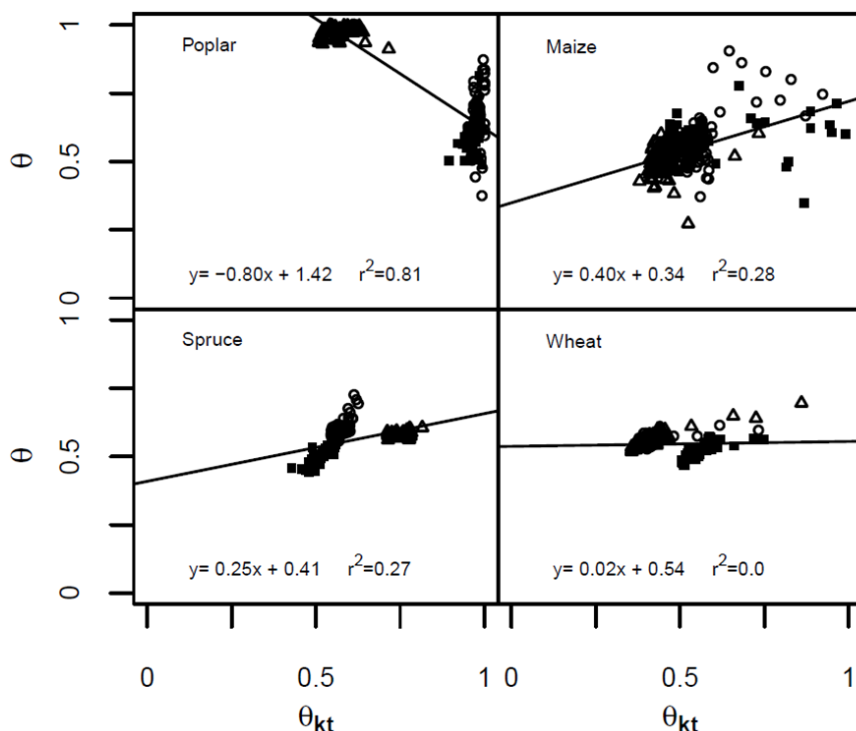 Poplar
Maize
θ
1
0.5
0
y= −0.80x + 1.42 r²=0.81
y= 0.40x + 0.34 r²=0.28
Spruce
Wheat
θ
1
0.5
0
y= 0.25x + 0.41 r²=0.27
y= 0.02x + 0.54 r²=0.0
0 0.5 1 0 0.5 1
θkt θkt